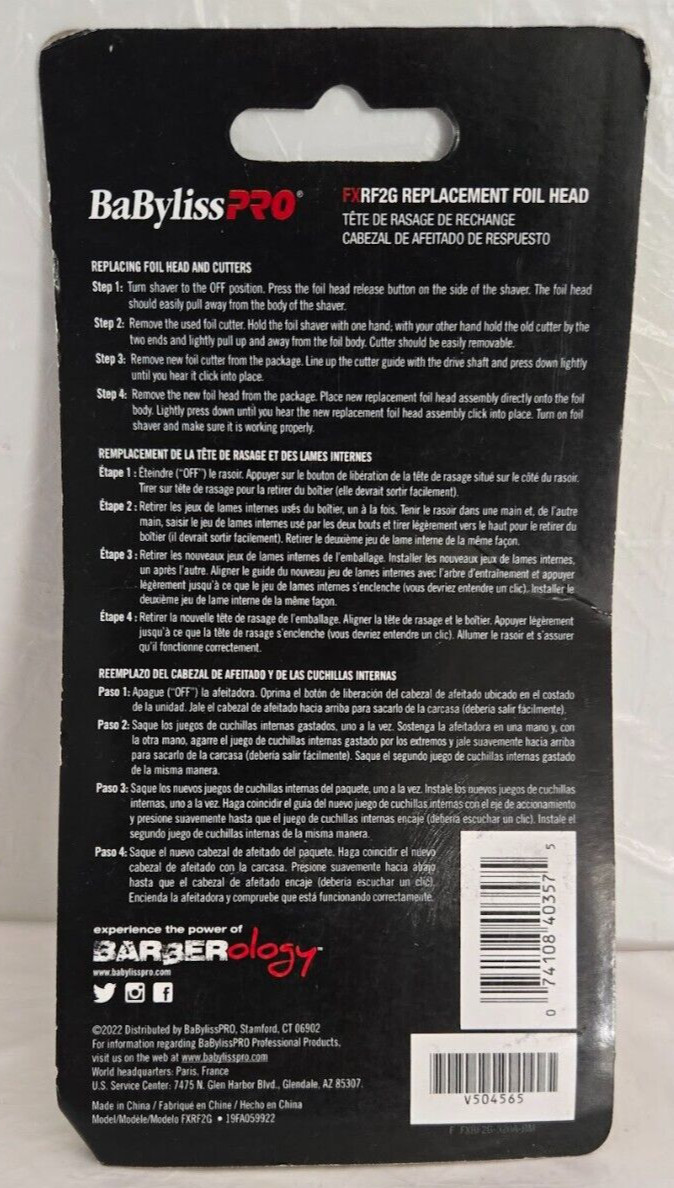 BaBylissPRO®
FXRF2G REPLACEMENT FOIL HEAD
TÊTE DE RASAGE DE RECHANGE
CABEZAL DE AFEITADO DE RESPUESTO
REPLACING FOIL HEAD AND CUTTERS
Step 1: Turn shaver to the OFF position. Press the foil head release button on the side of the shaver. The foil head
should easily pull away from the body of the shaver.
Step 2: Remove the used foil cutter. Hold the foil shaver with one hand; with your other hand hold the old cutter by the
two ends and lightly pull up and away from the foil body. Cutter should be easily removable.
Step 3: Remove new foil cutter from the package. Line up the cutter guide with the drive shaft and press down lightly
until you hear it click into place.
Step 4: Remove the new foil head from the package. Place new replacement foil head assembly directly onto the foil
body. Lightly press down until you hear the new replacement foil head assembly click into place. Turn on foil
shaver and make sure it is working properly.
REMPLACEMENT DE LA TÊTE DE RASAGE ET DES LAMES INTERNES
Étape 1 : Éteindre ("OFF") le rasoir. Appuyer sur le bouton de libération de la tête de rasage situé sur le côté du rasoir.
Tirer sur tête de rasage pour la retirer du boîtier (elle devrait sortir facilement).
Étape 2 : Retirer les jeux de lames internes usés du boîtier, un à la fois. Tenir le rasoir dans une main et, de l'autre
main, saisir le jeu de lames internes usé par les deux bouts et tirer légèrement vers le haut pour le retirer du
boîtier (il devrait sortir facilement). Retirer le deuxième jeu de lame interne de la même façon.
Étape 3 : Retirer les nouveaux jeux de lames internes de l'emballage. Installer les nouveaux jeux de lames internes,
un après l'autre. Aligner le guide du nouveau jeu de lames internes avec l'arbre d'entraînement et appuyer
légèrement jusqu'à ce que le jeu de lames internes s'enclenche (vous devriez entendre un clic). Installer le
deuxième jeu de lame interne de la même façon.
Étape 4 : Retirer la nouvelle tête de rasage de l'emballage. Aligner la tête de rasage et le boîtier. Appuyer légèrement
jusqu'à ce que la tête de rasage s'enclenche (vous devriez entendre un clic). Allumer le rasoir et s'assurer
qu'il fonctionne correctement.
REEMPLAZO DEL CABEZAL DE AFEITADO Y DE LAS CUCHILLAS INTERNAS
Paso 1: Apague ("OFF") la afeitadora. Oprima el botón de liberación del cabezal de afeitado ubicado en el costado
de la unidad. Jale el cabezal de afeitado hacia arriba para sacarlo de la carcasa (debería salir fácilmente).
Paso 2: Saque los juegos de cuchillas internas gastados, uno a la vez. Sostenga la afeitadora en una mano y, con
la otra mano, agarre el juego de cuchillas internas gastado por los extremos y jale suavemente hacia arriba
para sacarlo de la carcasa (debería salir fácilmente). Saque el segundo juego de cuchillas internas gastado
de la misma manera.
Paso 3: Saque los nuevos juegos de cuchillas internas del paquete, uno a la vez. Instale los nuevos juegos de cuchillas
internas, uno a la vez. Haga coincidir el guía del nuevo juego de cuchillas internas con el eje de accionamiento
y presione suavemente hasta que el juego de cuchillas internas encaje (debería escuchar un clic). Instale el
segundo juego de cuchillas internas de la misma manera.
Paso 4: Saque el nuevo cabezal de afeitado del paquete. Haga coincidir el nuevo
cabezal de afeitado con la carcasa. Presione suavemente hacia abajo
hasta que el cabezal de afeitado encaje (debería escuchar un clic).
Encienda la afeitadora y compruebe que está funcionando correctamente.
0 74108 40357 5
experience the power of
BARBERology™
www.babylisspro.com
©2022 Distributed by BaBylissPRO, Stamford, CT 06902
For information regarding BaBylissPRO Professional Products,
visit us on the web at www.babylisspro.com
World headquarters: Paris, France
U.S. Service Center: 7475 N. Glen Harbor Blvd., Glendale, AZ 85307.
Made in China / Fabriqué en Chine / Hecho en China
Model/Modèle/Modelo FXRF2G • 19FA059922
V504565